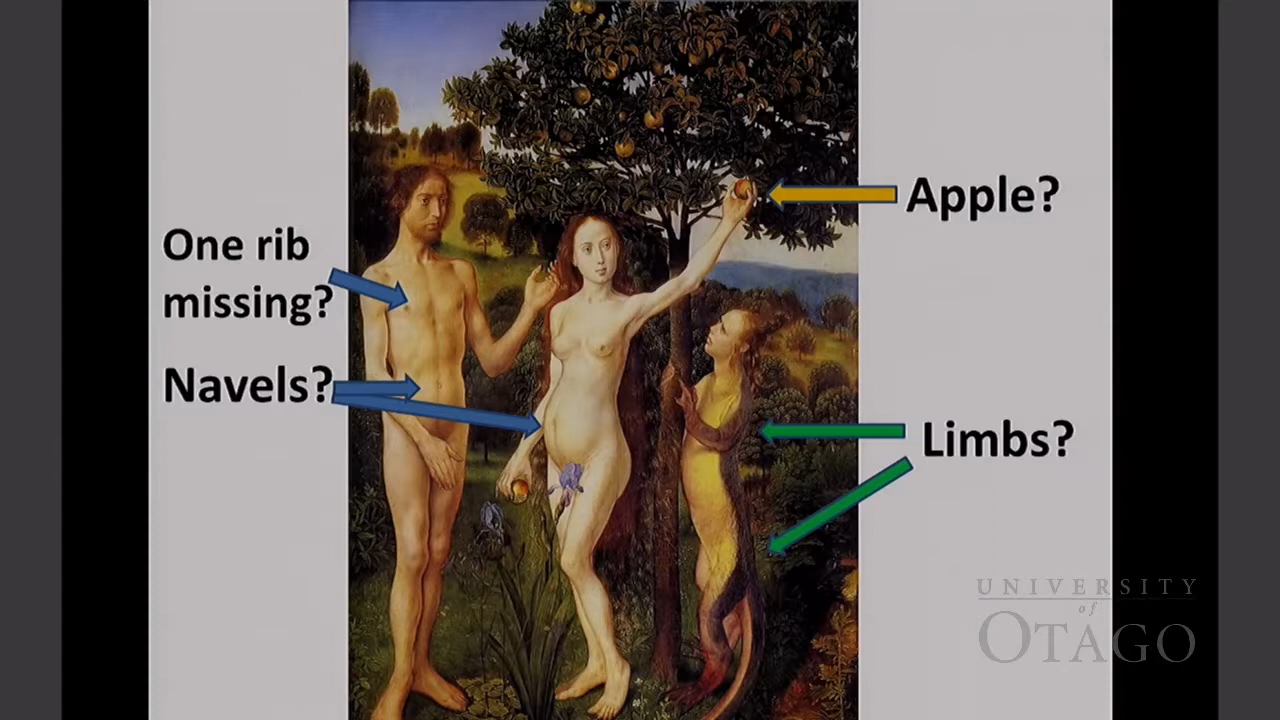 One rib
missing?
Navels?
Apple?
Limbs?
UNIVERSITY
of
OTAGO